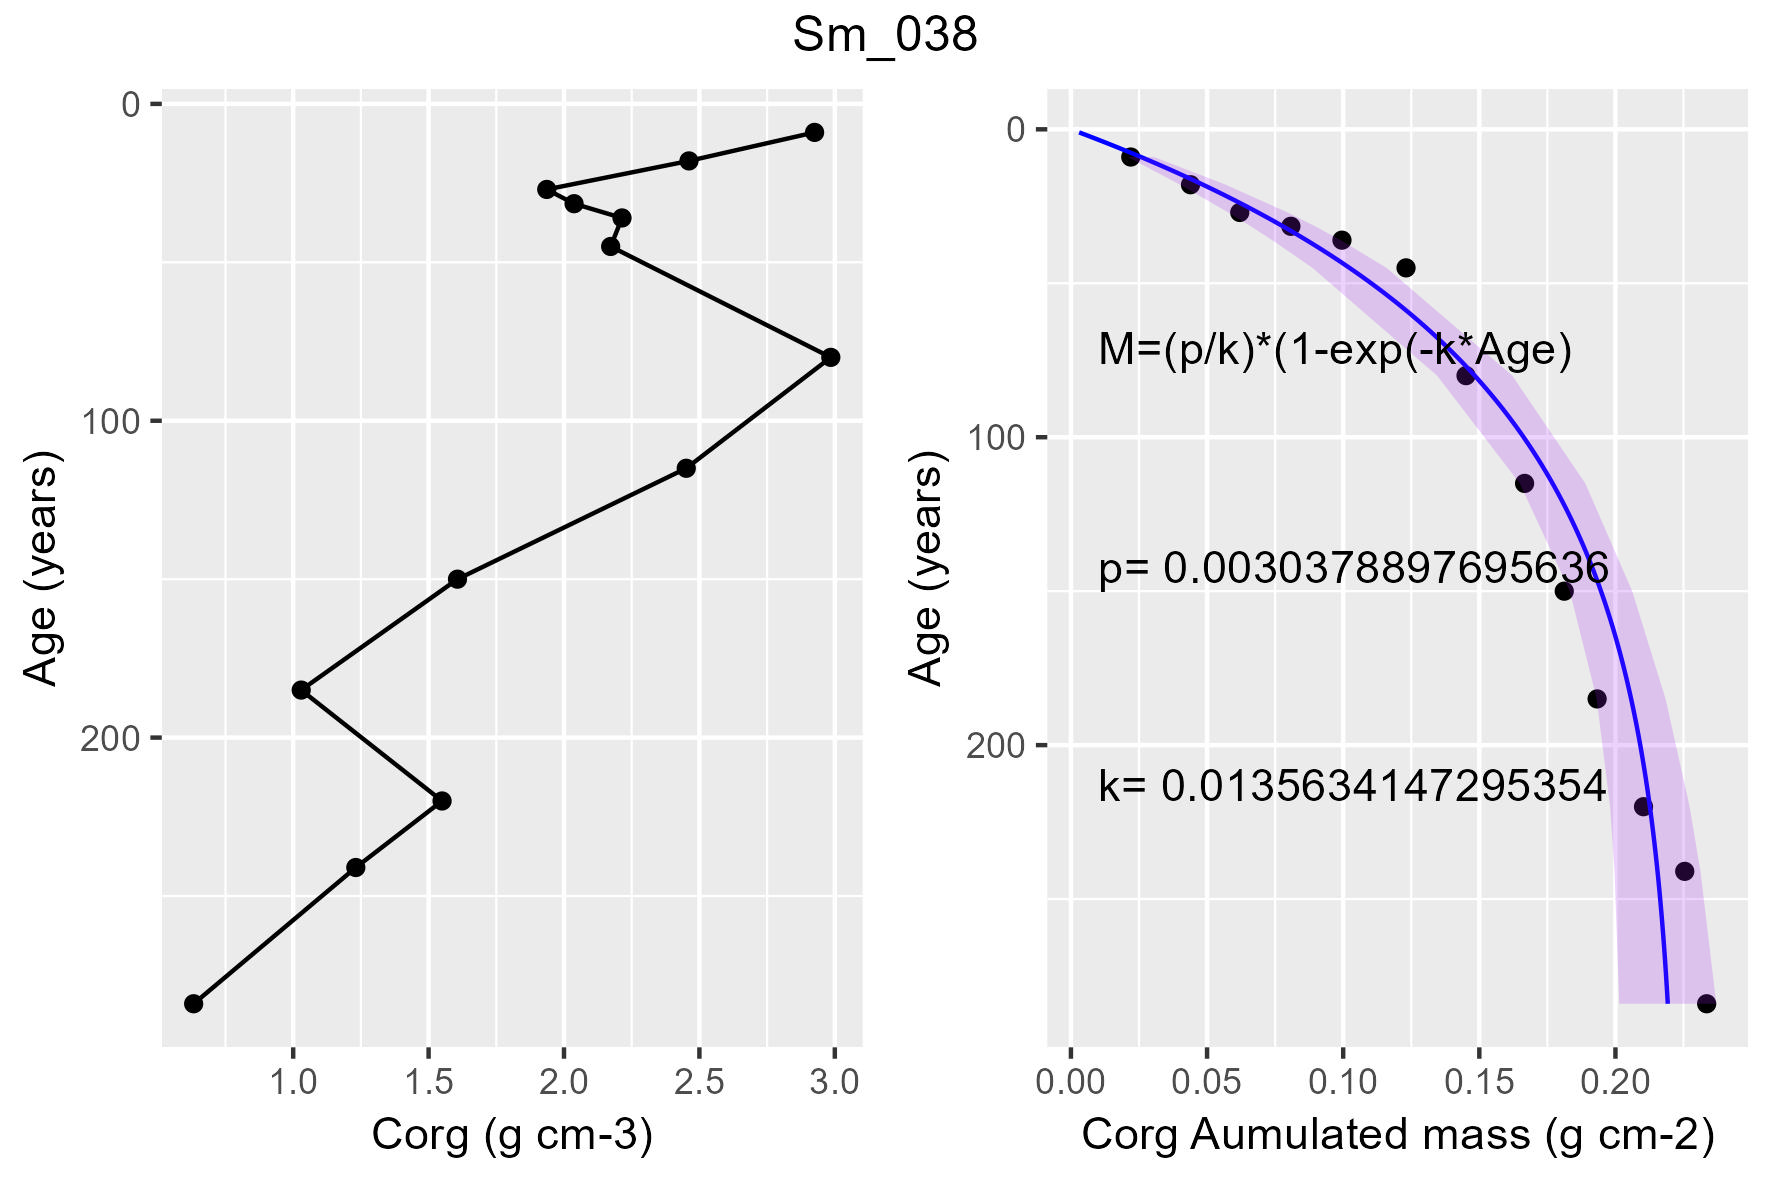 Sm_038
0
100
200
Age (years)
1.0 1.5 2.0 2.5 3.0
Corg (g cm-3)
0
100
200
Age (years)
M=(p/k)*(1-exp(-k*Age)
p= 0.00303788976​95636
k= 0.0135634147295354
0.00 0.05 0.10 0.15 0.20
Corg Aumulated mass (g cm-2)